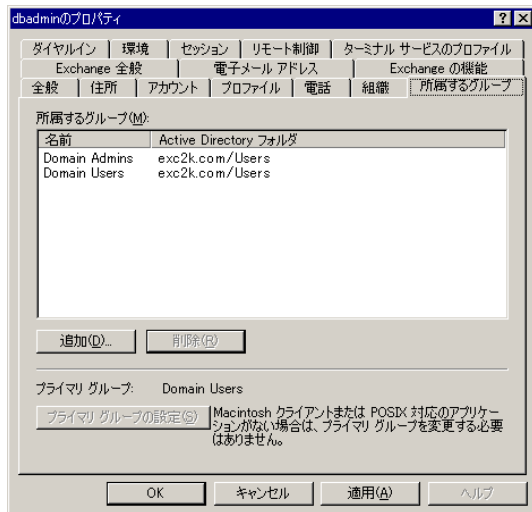 dbadminのプロパティ
ダイヤルイン 環境 セッション リモート制御 ターミナル サービスのプロファイル
Exchange 全般 電子メール アドレス Exchange の機能
全般 住所 アカウント プロファイル 電話 組織 所属するグループ
所属するグループ(M):
名前 Active Directory フォルダ
Domain Admins exc2k.com/Users
Domain Users exc2k.com/Users
追加(D)... 削除(R)
プライマリ グループ: Domain Users
プライマリ グループの設定(S) Macintosh クライアントまたは POSIX 対応のアプリケー
ションがない場合は、プライマリ グループを変更する必要
はありません。
OK キャンセル 適用(A) ヘルプ